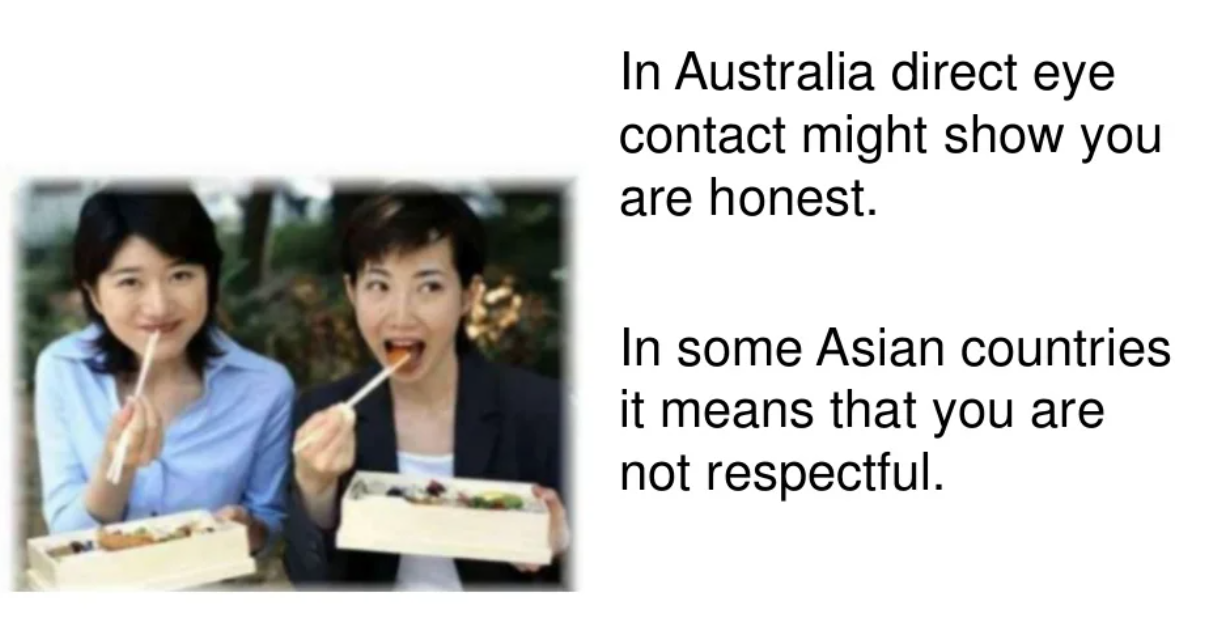 In Australia direct eye
contact might show you
are honest.
In some Asian countries
it means that you are
not respectful.